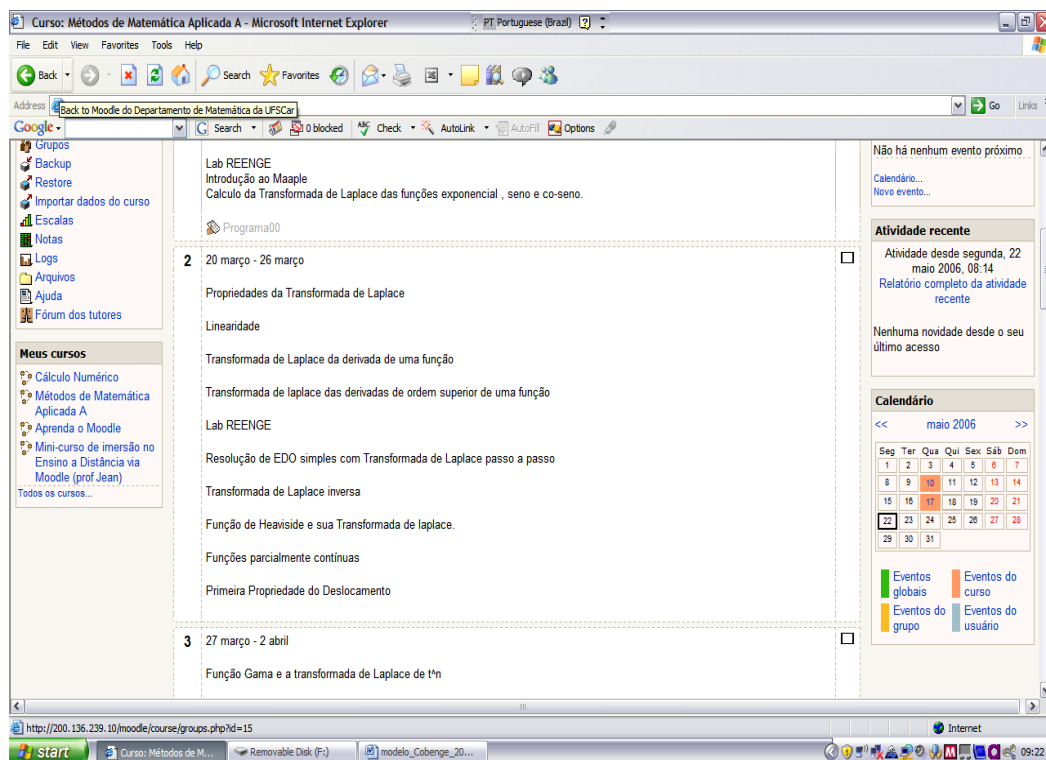 Curso: Métodos de Matemática Aplicada A - Microsoft Internet Explorer
PT Portuguese (Brazil)
File Edit View Favorites Tools Help
Back Search Favorites
Address
Back to Moodle do Departamento de Matemática da UFSCar
Go Links
Google Search 0 blocked Check AutoLink AutoFill Options
Grupos
Backup
Restore
Importar dados do curso
Escalas
Notas
Logs
Arquivos
Ajuda
Fórum dos tutores
Meus cursos
Cálculo Numérico
Métodos de Matemática
Aplicada A
Aprenda o Moodle
Mini-curso de imersão no
Ensino a Distância via
Moodle (prof Jean)
Todos os cursos...
Lab REENGE
Introdução ao Maaple
Calculo da Transformada de Laplace das funções exponencial , seno e co-seno.
Programa00
2 20 março - 26 março
Propriedades da Transformada de Laplace
Linearidade
Transformada de Laplace da derivada de uma função
Transformada de laplace das derivadas de ordem superior de uma função
Lab REENGE
Resolução de EDO simples com Transformada de Laplace passo a passo
Transformada de Laplace inversa
Função de Heaviside e sua Transformada de laplace.
Funções parcialmente contínuas
Primeira Propriedade do Deslocamento
3 27 março - 2 abril
Função Gama e a transformada de Laplace de t^n
Não há nenhum evento próximo
Calendário...
Novo evento...
Atividade recente
Atividade desde segunda, 22
maio 2006, 08:14
Relatório completo da atividade
recente
Nenhuma novidade desde o seu
último acesso
Calendário
<< maio 2006 >>
Seg Ter Qua Qui Sex Sáb Dom
1 2 3 4 5 6 7
8 9 10 11 12 13 14
15 16 17 18 19 20 21
22 23 24 25 26 27 28
29 30 31
Eventos
globais
Eventos do
curso
Eventos do
grupo
Eventos do
usuário
http://200.136.239.10/moodle/course/groups.php?id=15
Internet
start Curso: Métodos de M... Removable Disk (F:) modelo_Cobenge_20... 09:22